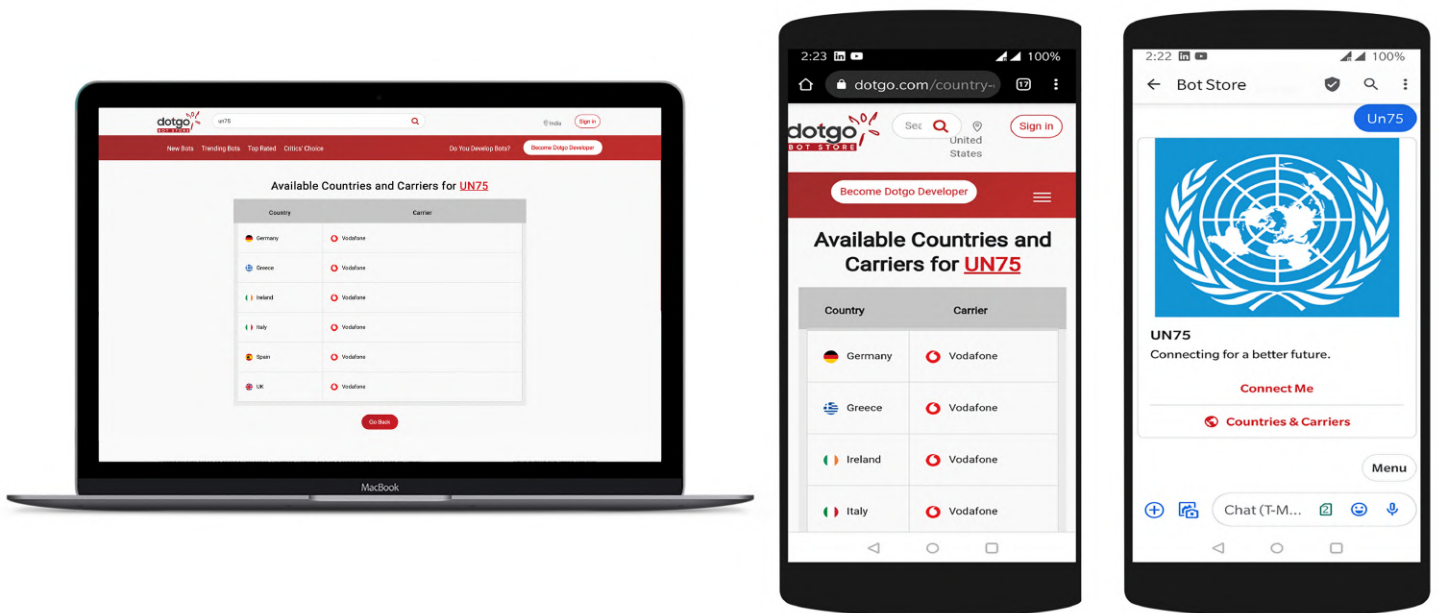 dotgo
BOT STORE
un75
India
Sign in
New Bots Trending Bots Top Rated Critics' Choice
Do You Develop Bots?
Become Dotgo Developer
Available Countries and Carriers for UN75
Country Carrier
Germany Vodafone
Greece Vodafone
Ireland Vodafone
Italy Vodafone
Spain Vodafone
UK Vodafone
Go Back
MacBook
2:23 in 100%
dotgo.com/country- 17
dotgo
BOT STORE
Sea
United
States
Sign in
Become Dotgo Developer
Available Countries and
Carriers for UN75
Country Carrier
Germany Vodafone
Greece Vodafone
Ireland Vodafone
Italy Vodafone
2:22 in 100%
Bot Store
Un75
UN75
Connecting for a better future.
Connect Me
Countries & Carriers
Menu
Chat (T-M... 2